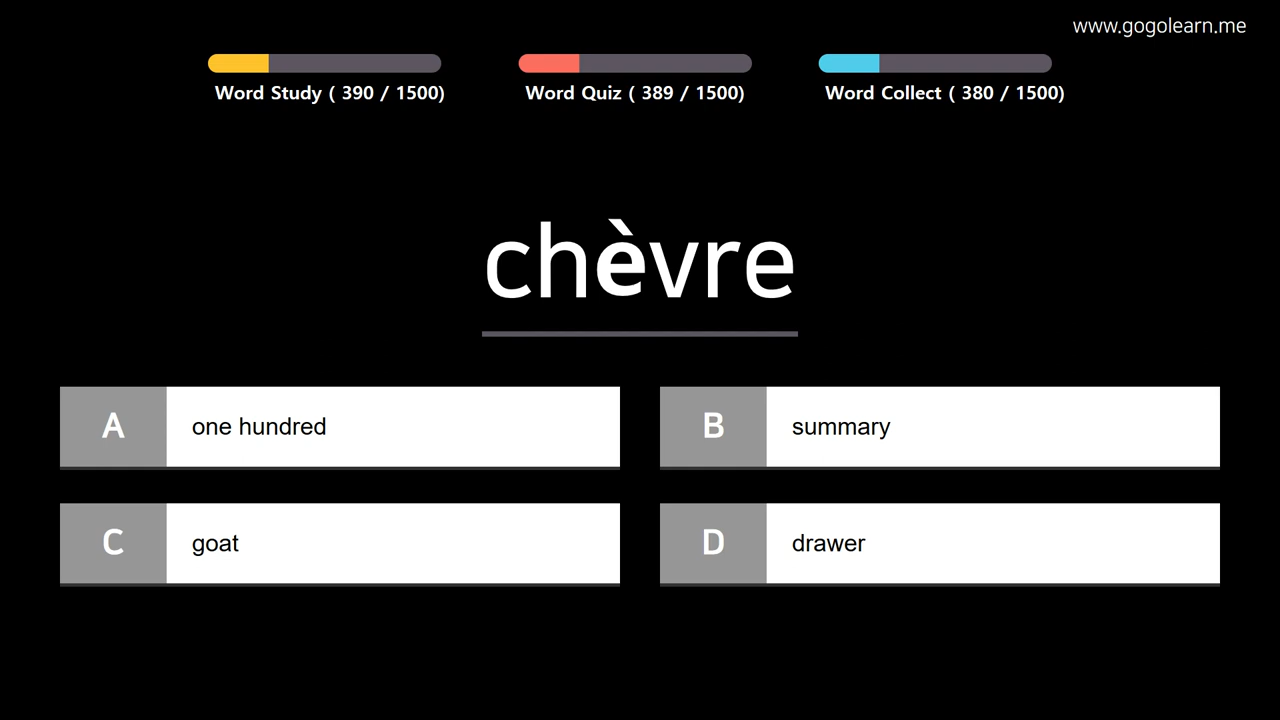 www.gogolearn.me
Word Study ( 390 / 1500)
Word Quiz ( 389 / 1500)
Word Collect ( 380 / 1500)
chèvre
A one hundred
B summary
C goat
D drawer